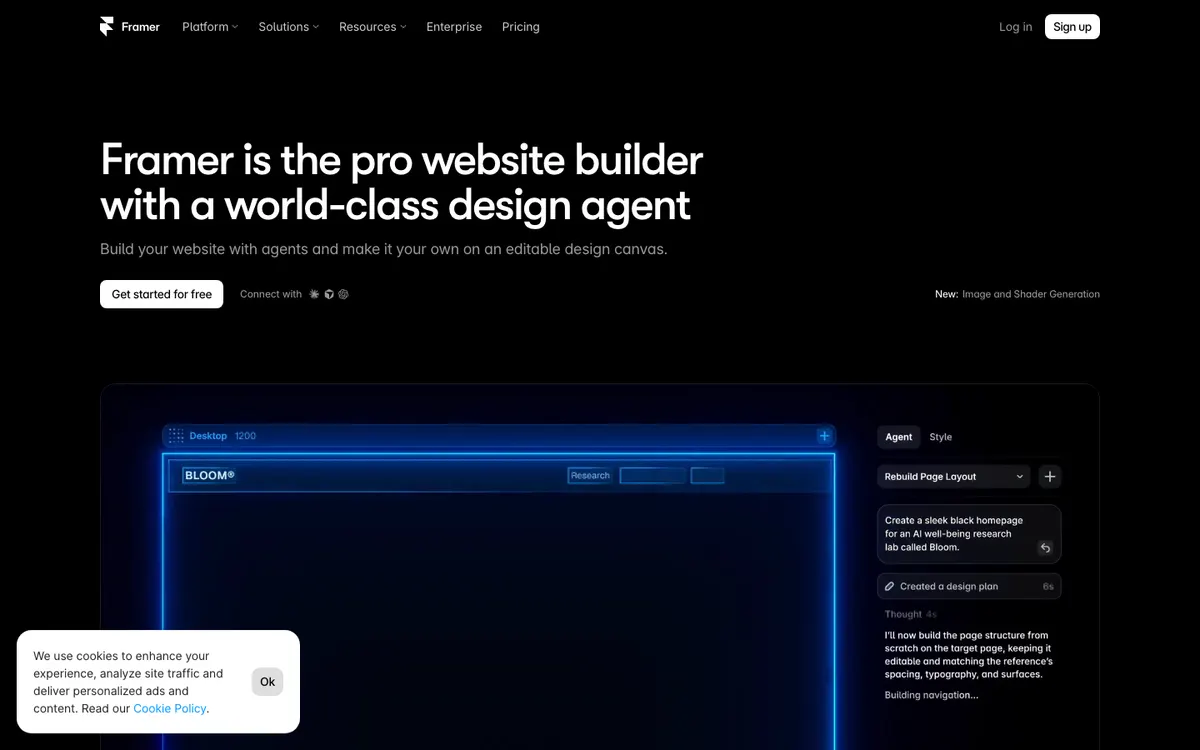 Framer Platform Solutions Resources Enterprise Pricing Log in Sign up
Framer is the pro website builder
with a world-class design agent
Build your website with agents and make it your own on an editable design canvas.
Get started for free Connect with New: Image and Shader Generation
Desktop 1200
BLOOM® Research
Agent Style
Rebuild Page Layout
Create a sleek black homepage
for an AI well-being research
lab called Bloom.
Created a design plan 6s
Thought 4s
I'll now build the page structure from
scratch on the target page, keeping it
editable and matching the reference's
spacing, typography, and surfaces.
Building navigation...
We use cookies to enhance your
experience, analyze site traffic and
deliver personalized ads and
content. Read our Cookie Policy.
Ok